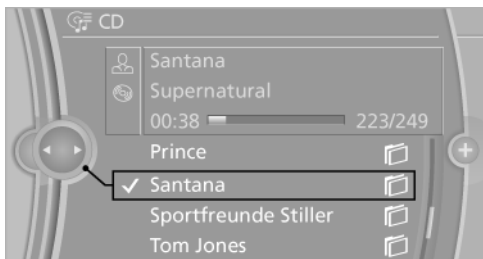 CD
Santana
Supernatural
00:38 223/249
Prince
Santana
Sportfreunde Stiller
Tom Jones